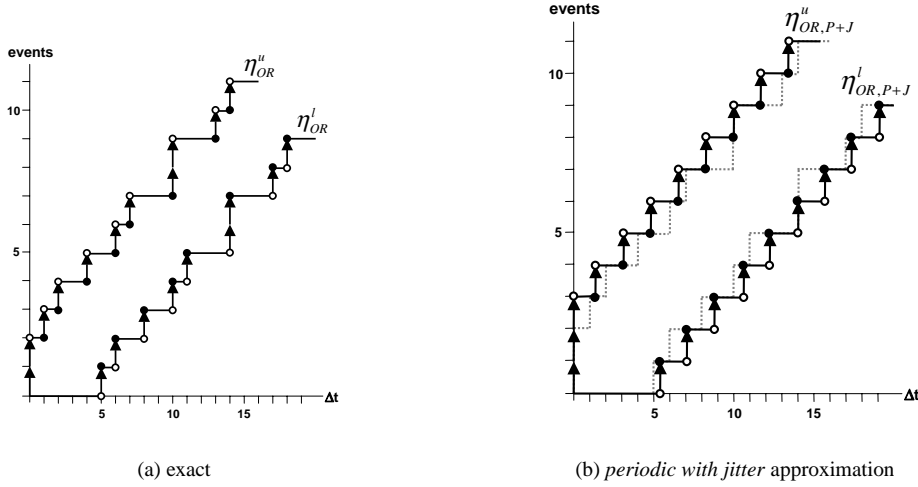 events
η^u_OR
η^l_OR
10
5
5
10
15
Δt
(a) exact
events
η^u_OR,P+J
η^l_OR,P+J
10
5
5
10
15
Δt
(b) periodic with jitter approximation